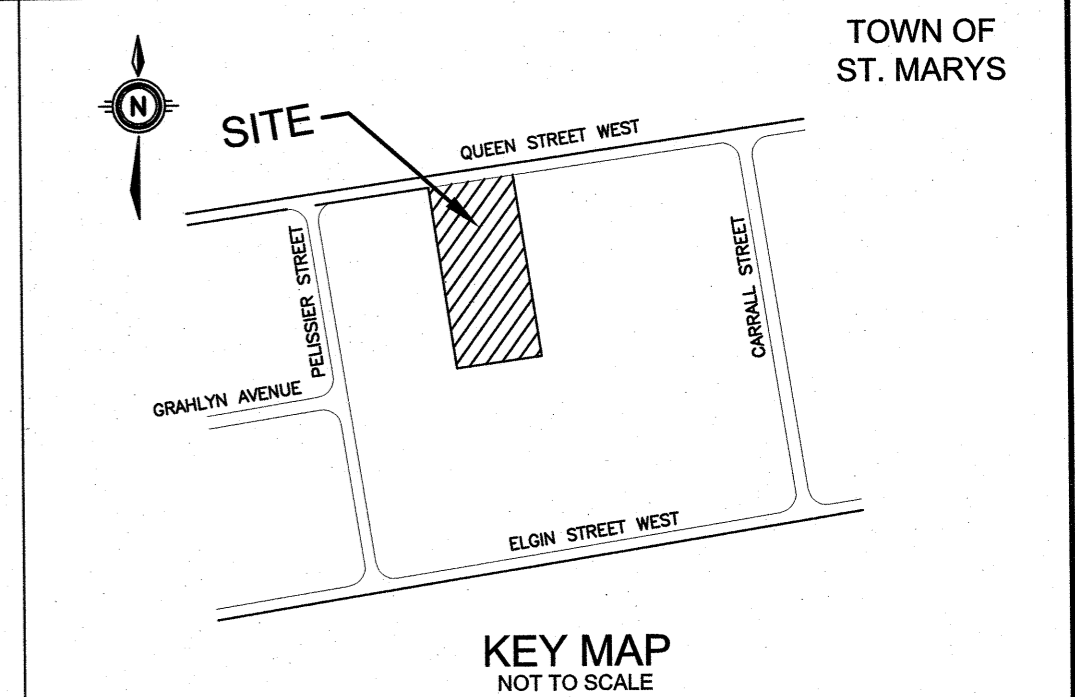 TOWN OF
ST. MARYS
N
SITE
QUEEN STREET WEST
PELISSIER STREET
CARRALL STREET
GRAHLYN AVENUE
ELGIN STREET WEST
KEY MAP
NOT TO SCALE